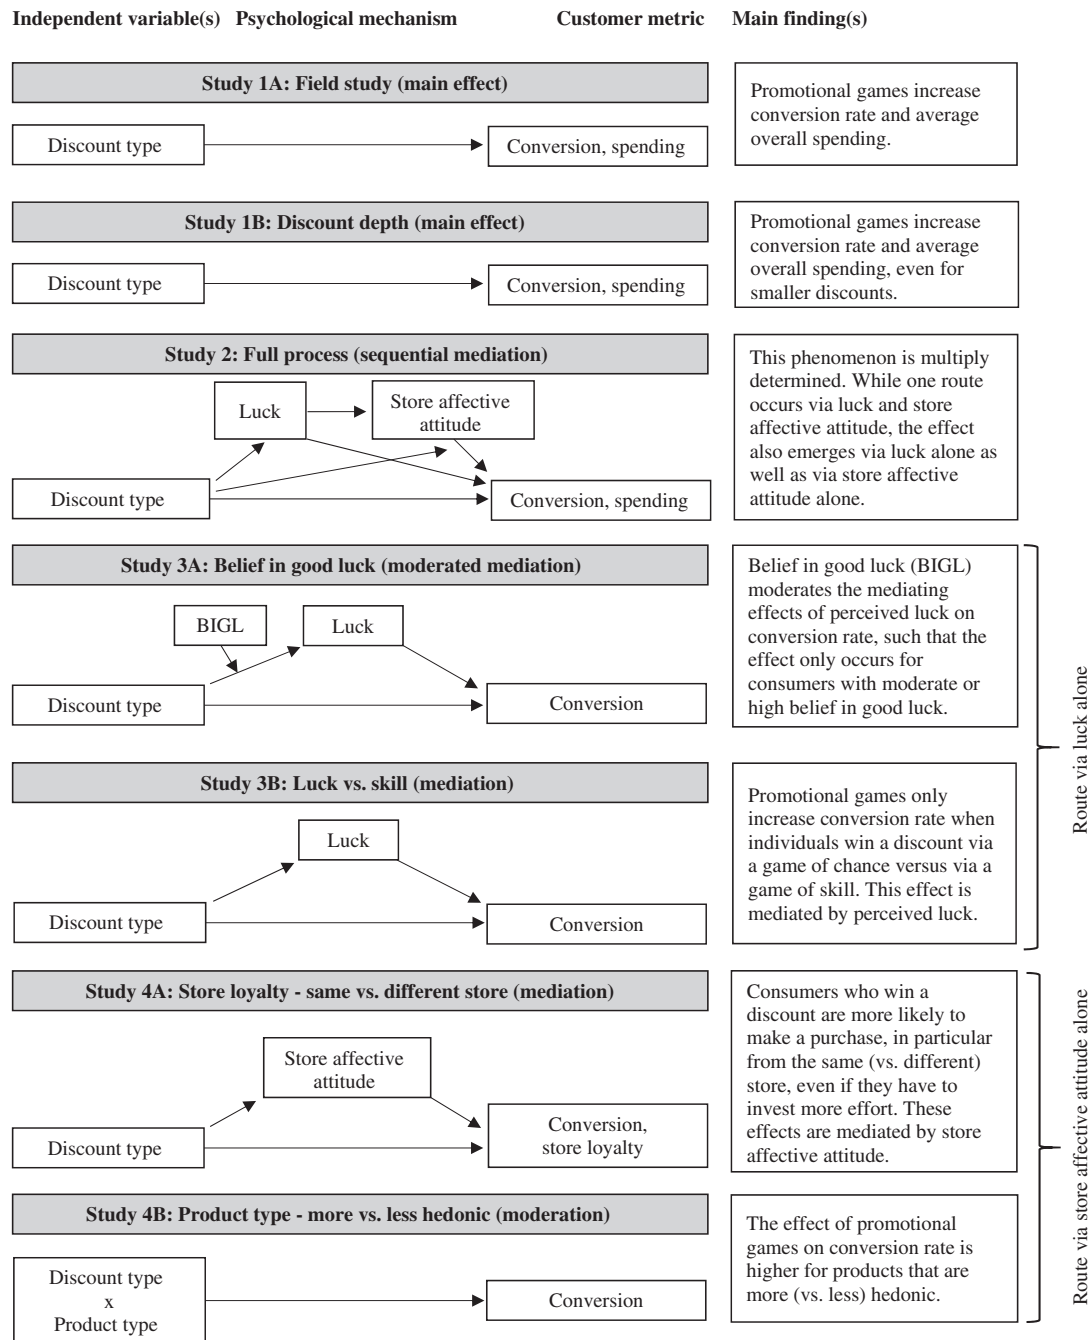 Independent variable(s) Psychological mechanism Customer metric Main finding(s)
Study 1A: Field study (main effect)
Discount type
Conversion, spending
Promotional games increase
conversion rate and average
overall spending.
Study 1B: Discount depth (main effect)
Discount type
Conversion, spending
Promotional games increase
conversion rate and average
overall spending, even for
smaller discounts.
Study 2: Full process (sequential mediation)
Luck
Store affective
attitude
Discount type
Conversion, spending
This phenomenon is multiply
determined. While one route
occurs via luck and store
affective attitude, the effect
also emerges via luck alone as
well as via store affective
attitude alone.
Study 3A: Belief in good luck (moderated mediation)
BIGL
Luck
Discount type
Conversion
Belief in good luck (BIGL)
moderates the mediating
effects of perceived luck on
conversion rate, such that the
effect only occurs for
consumers with moderate or
high belief in good luck.
Study 3B: Luck vs. skill (mediation)
Luck
Discount type
Conversion
Promotional games only
increase conversion rate when
individuals win a discount via
a game of chance versus via a
game of skill. This effect is
mediated by perceived luck.
Route via luck alone
Study 4A: Store loyalty - same vs. different store (mediation)
Store affective
attitude
Discount type
Conversion,
store loyalty
Consumers who win a
discount are more likely to
make a purchase, in particular
from the same (vs. different)
store, even if they have to
invest more effort. These
effects are mediated by store
affective attitude.
Study 4B: Product type - more vs. less hedonic (moderation)
Discount type
x
Product type
Conversion
The effect of promotional
games on conversion rate is
higher for products that are
more (vs. less) hedonic.
Route via store affective attitude alone